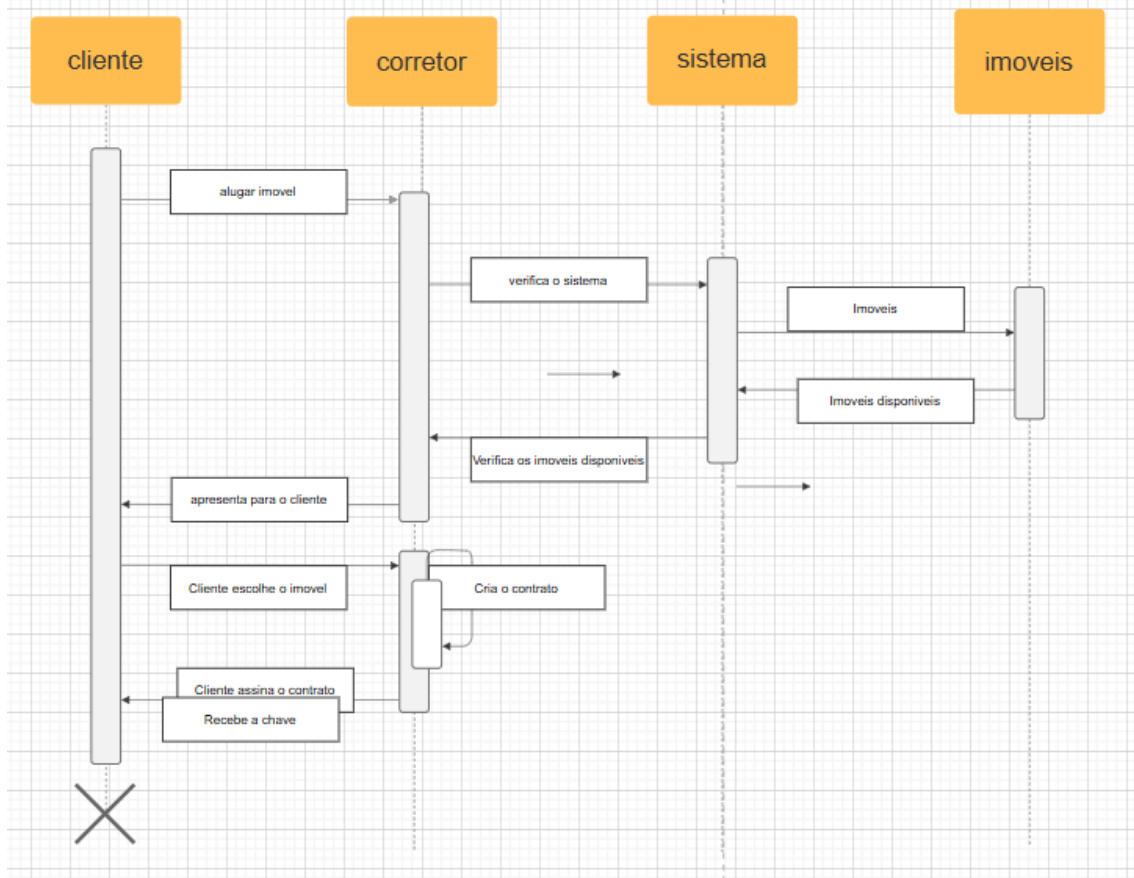 cliente
corretor
sistema
imoveis
alugar imovel
verifica o sistema
Imoveis
Imoveis disponiveis
Verifica os imoveis disponiveis
apresenta para o cliente
Cliente escolhe o imovel
Cria o contrato
Cliente assina o contrato
Recebe a chave